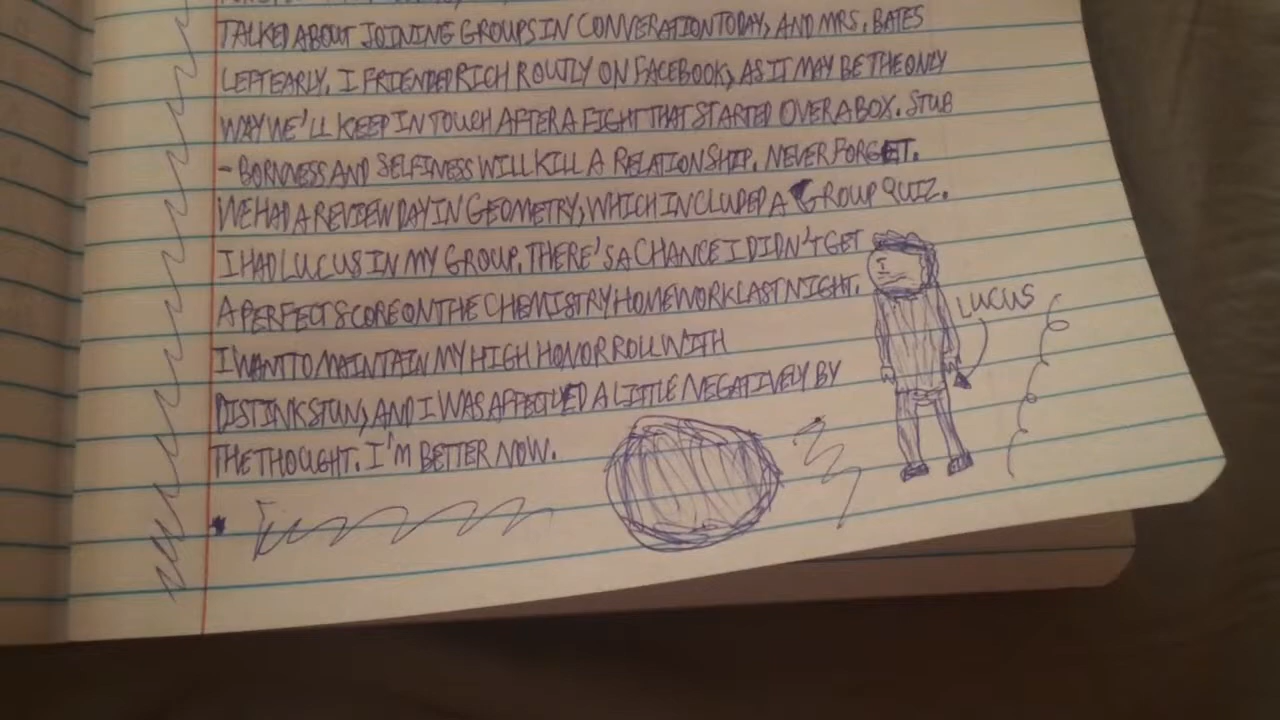 TALKED ABOUT JOINING GROUPS IN CONVERATION TODAY, AND MRS. BATES
LEFT EARLY. I FRIENDED RICH ROWLY ON FACEBOOK, AS IT MAY BE THE ONLY
WAY WE'LL KEEP IN TOUCH AFTER A FIGHT THAT STARTED OVER A BOX. STUB
-BORNNESS AND SELFINESS WILL KILL A RELATIONSHIP. NEVER FORGET.
WE HAD A REVIEW DAY IN GEOMETRY, WHICH INCLUDED A GROUP QUIZ.
I HAD LUCUS IN MY GROUP. THERE'S A CHANCE I DIDN'T GET
A PERFECT SCORE ON THE CHEMISTRY HOMEWORK LAST NIGHT.
LUCUS
I WANT TO MAINTAIN MY HIGH HONOR ROLL WITH
DISTINKSTUN, AND I WAS AFFECTED A LITTLE NEGATIVELY BY
THE THOUGHT. I'M BETTER NOW.